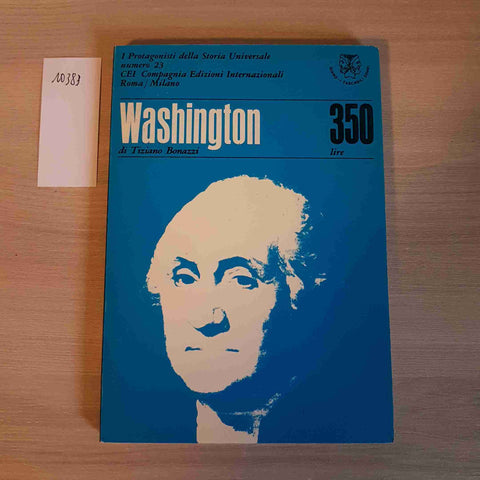 10383
I Protagonisti della Storia Universale
numero 23
CEI Compagnia Edizioni Internazionali
Roma / Milano
Washington
350
di Tiziano Bonazzi
lire